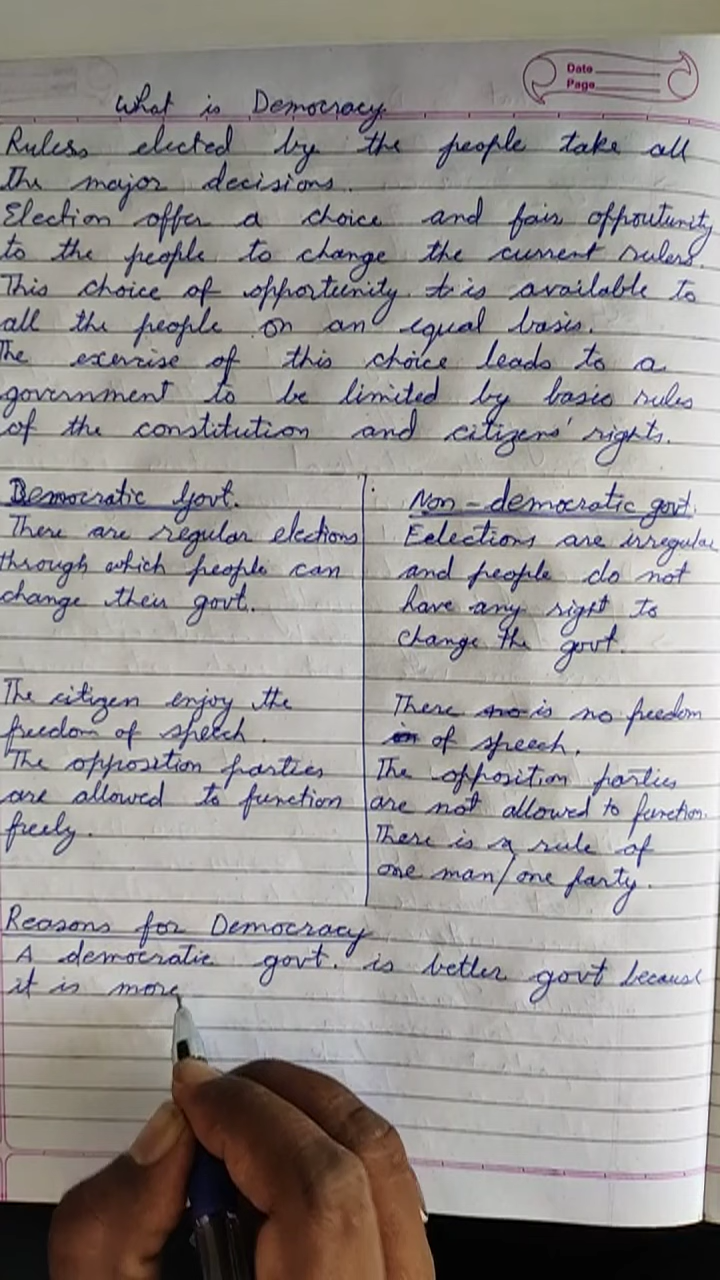 Date
Page
What is Democracy
Rulers elected by the people take all
the major decisions.
Election offer a choice and fair opportunity
to the people to change the current rulers.
This choice of opportunity. it is available to
all the people on an equal basis.
The exercise of this choice leads to a
government to be limited by basic rules
of the constitution and citizens' rights.
Democratic Govt.
There are regular elections
through which people can
change their govt.
The citizen enjoy the
freedom of speech.
The opposition parties
are allowed to function
freely.
Non-democratic govt.
Eelections are irregular
and people do not
have any right to
change the govt.
There is no freedom
of speech.
The opposition parties
are not allowed to function.
There is a rule of
one man/one party.
Reasons for Democracy
A democratic govt. is better govt because
it is more